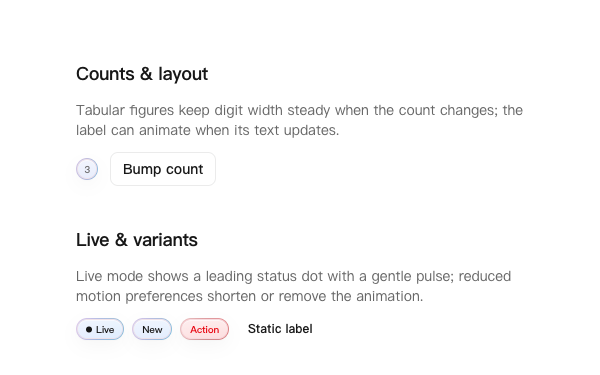 Counts & layout
Tabular figures keep digit width steady when the count changes; the
label can animate when its text updates.
3 Bump count
Live & variants
Live mode shows a leading status dot with a gentle pulse; reduced
motion preferences shorten or remove the animation.
Live New Action Static label